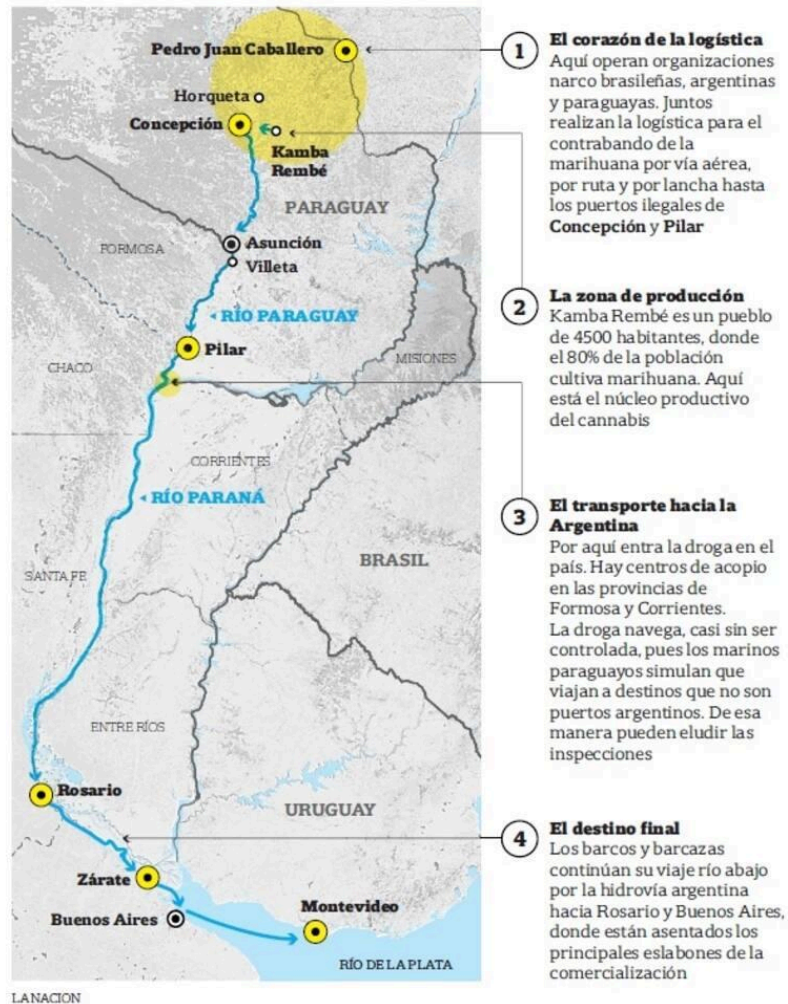 Pedro Juan Caballero
Horqueta
Concepción
Kamba
Rembé
PARAGUAY
FORMOSA
Asunción
Villeta
RÍO PARAGUAY
Pilar
CHACO
MISIONES
CORRIENTES
RÍO PARANÁ
BRASIL
SANTA FE
ENTRE RÍOS
Rosario
URUGUAY
Zárate
Buenos Aires
Montevideo
RÍO DE LA PLATA
LA NACION
1
El corazón de la logística
Aquí operan organizaciones
narco brasileñas, argentinas
y paraguayas. Juntos
realizan la logística para el
contrabando de la
marihuana por vía aérea,
por ruta y por lancha hasta
los puertos ilegales de
Concepción y Pilar
2
La zona de producción
Kamba Rembé es un pueblo
de 4500 habitantes, donde
el 80% de la población
cultiva marihuana. Aquí
está el núcleo productivo
del cannabis
3
El transporte hacia la
Argentina
Por aquí entra la droga en el
país. Hay centros de acopio
en las provincias de
Formosa y Corrientes.
La droga navega, casi sin ser
controlada, pues los marinos
paraguayos simulan que
viajan a destinos que no son
puertos argentinos. De esa
manera pueden eludir las
inspecciones
4
El destino final
Los barcos y barcazas
continúan su viaje río abajo
por la hidrovía argentina
hacia Rosario y Buenos Aires,
donde están asentados los
principales eslabones de la
comercialización